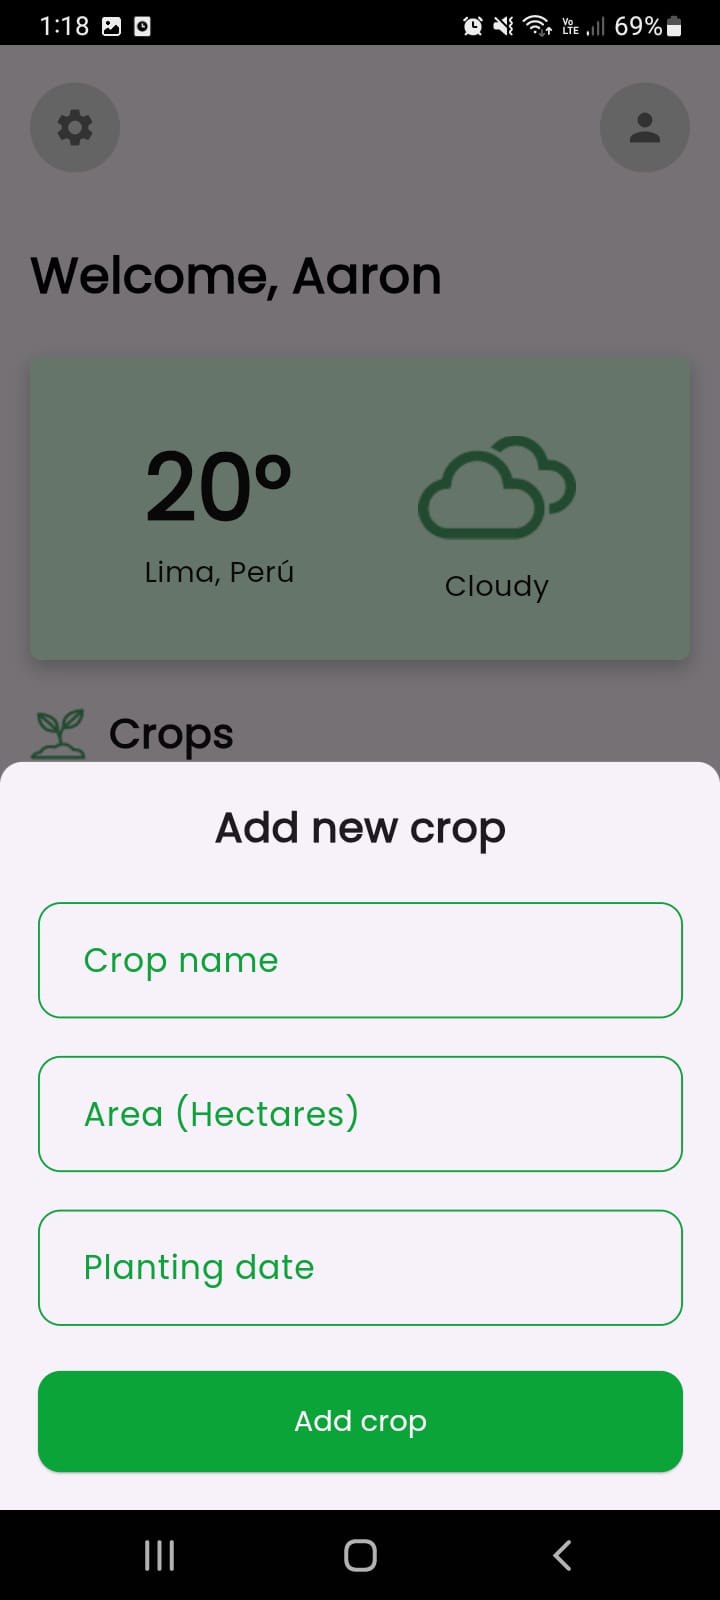 1:18 Vo LTE 69%
Welcome, Aaron
20°
Lima, Perú
Cloudy
Crops
Add new crop
Crop name
Area (Hectares)
Planting date
Add crop